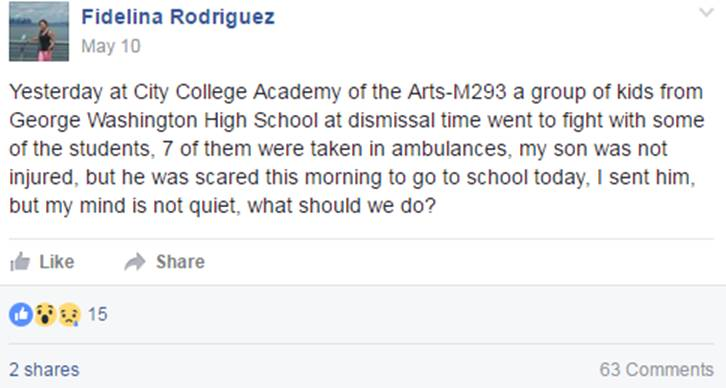 Fidelina Rodriguez
May 10
Yesterday at City College Academy of the Arts-M293 a group of kids from
George Washington High School at dismissal time went to fight with some
of the students, 7 of them were taken in ambulances, my son was not
injured, but he was scared this morning to go to school today, I sent him,
but my mind is not quiet, what should we do?
Like Share
15
2 shares 63 Comments